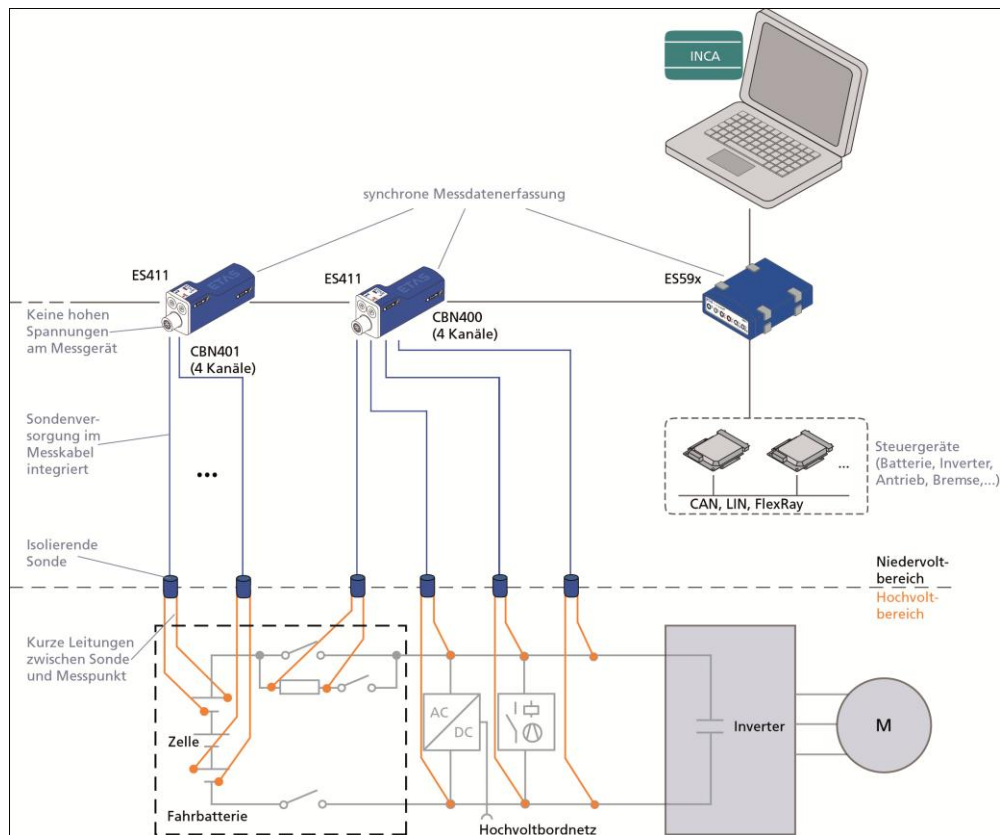 INCA
synchrone Messdatenerfassung
ES411
ETAS
ES411
ETAS
ES59x
Keine hohen
Spannungen
am Messgerät
CBN401
(4 Kanäle)
CBN400
(4 Kanäle)
Sondenver-
sorgung im
Messkabel
integriert
...
Steuergeräte
(Batterie, Inverter,
Antrieb, Bremse,...)
...
CAN, LIN, FlexRay
Isolierende
Sonde
Niedervolt-
bereich
Hochvolt-
bereich
Kurze Leitungen
zwischen Sonde
und Messpunkt
Zelle
AC
DC
Inverter
M
Fahrbatterie
Hochvoltbordnetz